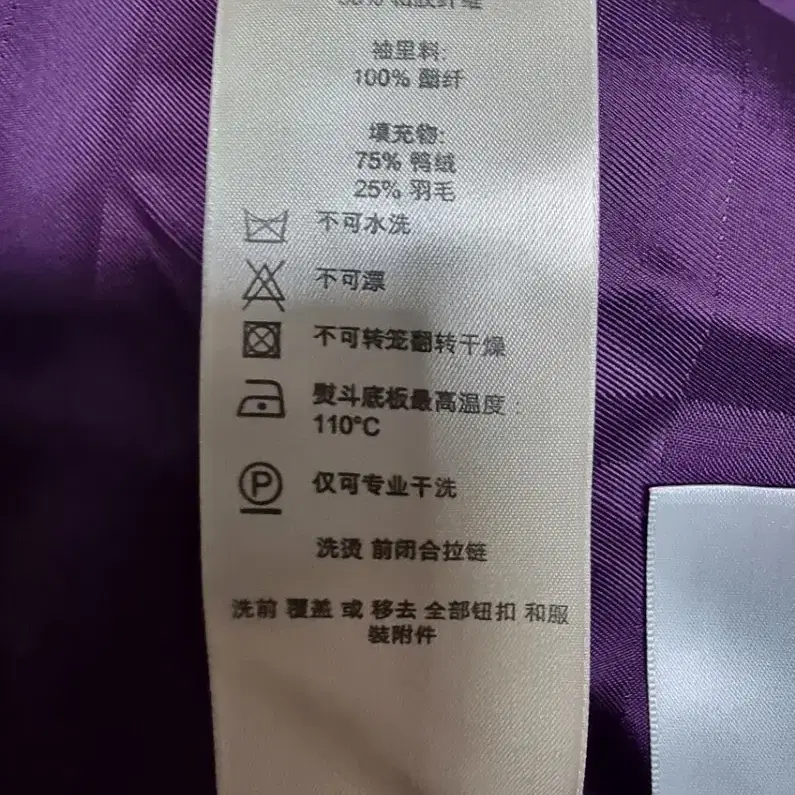 袖里料:
100% 醋纤
填充物:
75% 鸭绒
25% 羽毛
不可水洗
不可漂
不可转笼翻转干燥
熨斗底板最高温度 :
110°C
P
仅可专业干洗
洗烫 前闭合拉链
洗前 覆盖 或 移去 全部钮扣 和服
裝附件